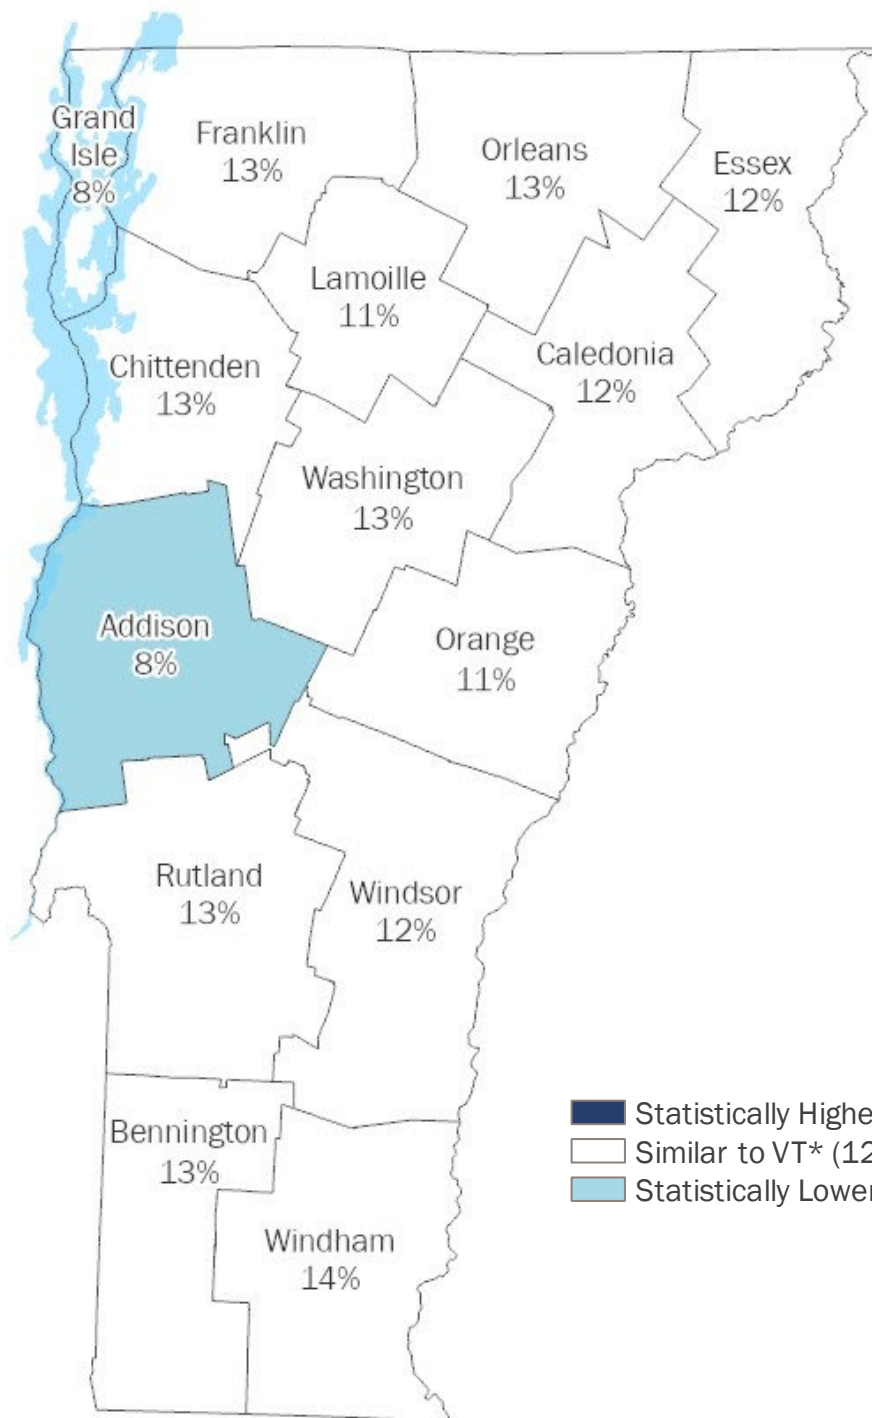 Grand
Isle
8%
Franklin
13%
Orleans
13%
Essex
12%
Lamoille
11%
Chittenden
13%
Caledonia
12%
Washington
13%
Addison
8%
Orange
11%
Rutland
13%
Windsor
12%
Bennington
13%
Windham
14%
Statistically Highe
Similar to VT* (12
Statistically Lower